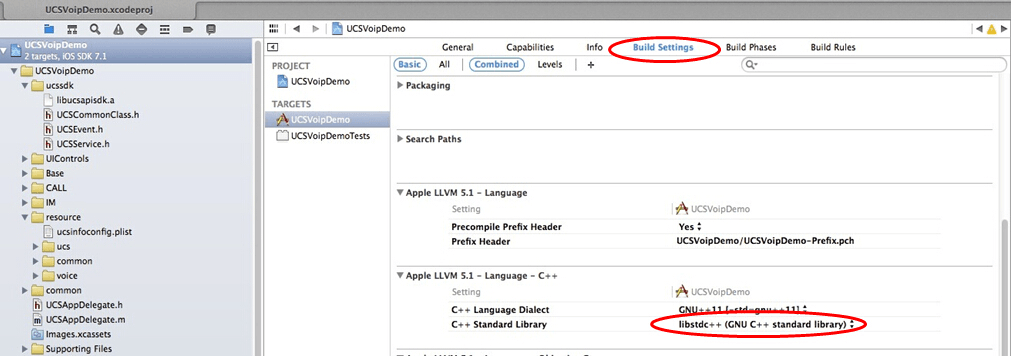 UCSVoipDemo.xcodeproj
UCSVoipDemo
2 targets, iOS SDK 7.1
UCSVoipDemo
ucssdk
libucsapisdk.a
UCSCommonClass.h
UCSEvent.h
UCSService.h
UIControls
Base
CALL
IM
resource
ucsinfoconfig.plist
ucs
common
voice
common
UCSAppDelegate.h
UCSAppDelegate.m
Images.xcassets
Supporting Files
UCSVoipDemo
General Capabilities Info Build Settings Build Phases Build Rules
PROJECT
UCSVoipDemo
TARGETS
UCSVoipDemo
UCSVoipDemoTests
Basic All Combined Levels +
Packaging
Search Paths
Apple LLVM 5.1 - Language
Setting UCSVoipDemo
Precompile Prefix Header Yes
Prefix Header UCSVoipDemo/UCSVoipDemo-Prefix.pch
Apple LLVM 5.1 - Language - C++
Setting UCSVoipDemo
C++ Language Dialect GNU++11 [-std=gnu++11]
C++ Standard Library libstdc++ (GNU C++ standard library)